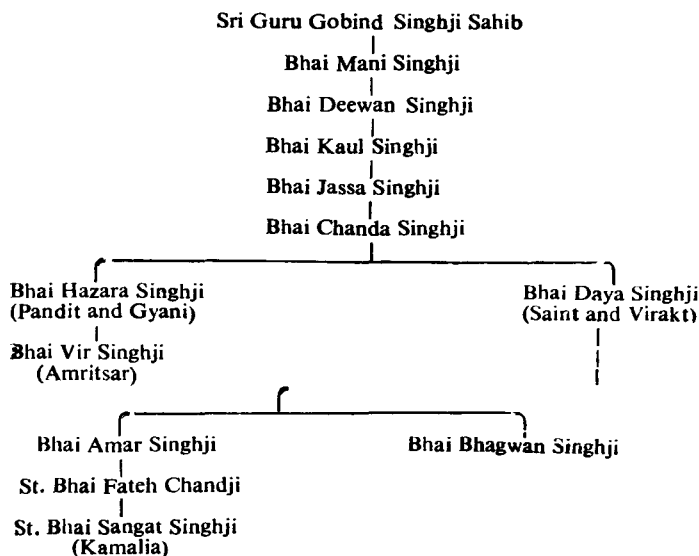 Sri Guru Gobind Singhji Sahib
Bhai Mani Singhji
Bhai Deewan Singhji
Bhai Kaul Singhji
Bhai Jassa Singhji
Bhai Chanda Singhji
Bhai Hazara Singhji
(Pandit and Gyani)
Bhai Vir Singhji
(Amritsar)
Bhai Daya Singhji
(Saint and Virakt)
Bhai Amar Singhji
Bhai Bhagwan Singhji
St. Bhai Fateh Chandji
St. Bhai Sangat Singhji
(Kamalia)